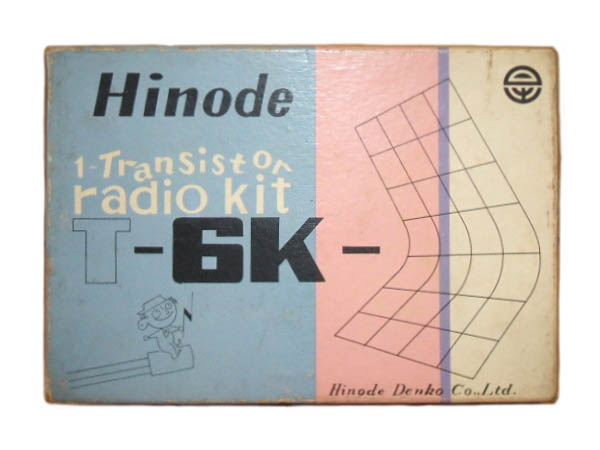 Hinode
1-Transistor
radio kit
T-6K-
Hinode Denko Co.,Ltd.